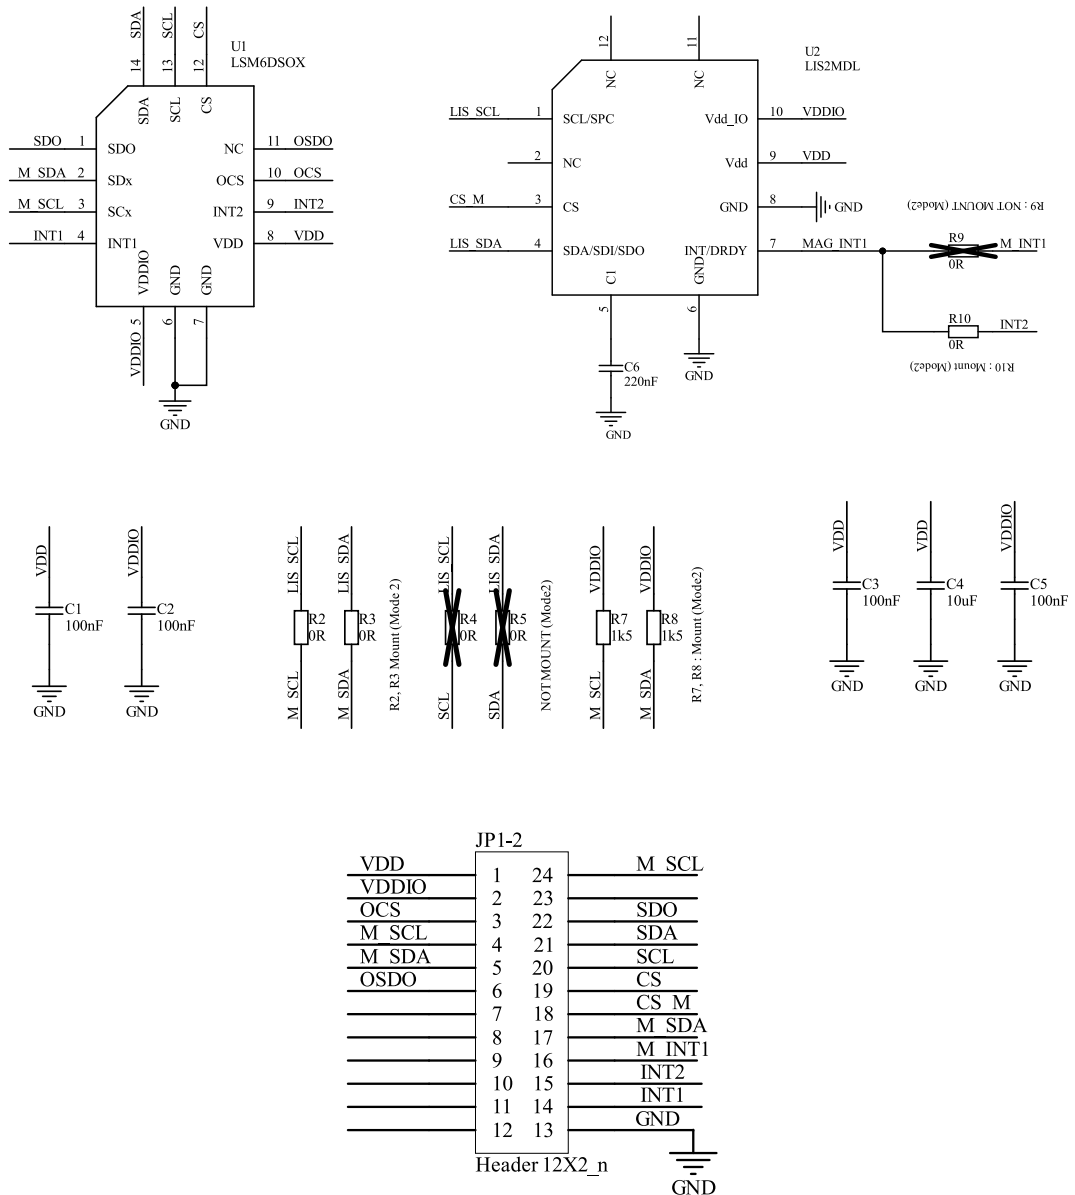 SDA
SCL
CS
14
13
12
U1
LSM6DSOX
SDA
SCL
CS
SDO 1 SDO
M_SDA 2 SDx
M_SCL 3 SCx
INT1 4 INT1
NC 11 OSDO
OCS 10 OCS
INT2 9 INT2
VDD 8 VDD
VDDIO
GND
GND
VDDIO 5
6
7
GND
12
11
U2
LIS2MDL
NC
NC
LIS_SCL 1 SCL/SPC
2 NC
CS_M 3 CS
LIS_SDA 4 SDA/SDI/SDO
Vdd_IO 10 VDDIO
Vdd 9 VDD
GND 8 GND
INT/DRDY 7 MAG_INT1
C1
GND
5
6
C6
220nF
GND
GND
R9 : NOT MOUNT (Mode2)
R9
0R
M_INT1
R10
0R
INT2
R10 : Mount (Mode2)
VDD
C1
100nF
GND
VDDIO
C2
100nF
GND
LIS_SCL
R2
0R
M_SCL
LIS_SDA
R3
0R
M_SDA
R2, R3 Mount (Mode 2)
LIS_SCL
R4
0R
SCL
LIS_SDA
R5
0R
SDA
NOT MOUNT (Mode2)
VDDIO
R7
1k5
M_SCL
VDDIO
R8
1k5
M_SDA
R7, R8 : Mount (Mode2)
VDD
C3
100nF
GND
VDD
C4
10uF
GND
VDDIO
C5
100nF
GND
JP1-2
VDD 1 24 M_SCL
VDDIO 2 23
OCS 3 22 SDO
M_SCL 4 21 SDA
M_SDA 5 20 SCL
OSDO 6 19 CS
7 18 CS_M
8 17 M_SDA
9 16 M_INT1
10 15 INT2
11 14 INT1
12 13 GND
Header 12X2_n
GND